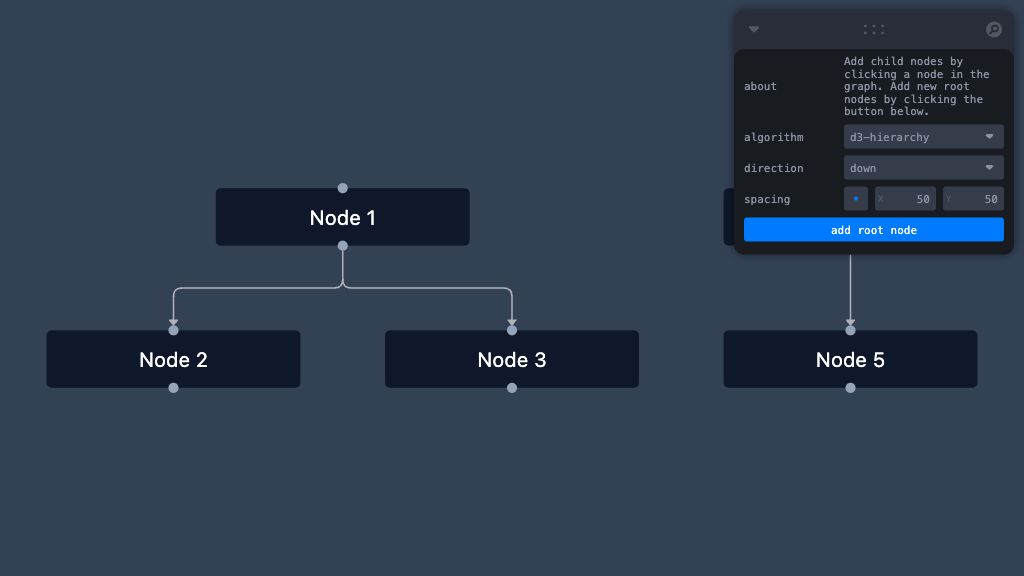 about
Add child nodes by
clicking a node in the
graph. Add new root
nodes by clicking the
button below.
algorithm
d3-hierarchy
direction
down
spacing
X 50 Y 50
add root node
Node 1
Node 2
Node 3
Node 5